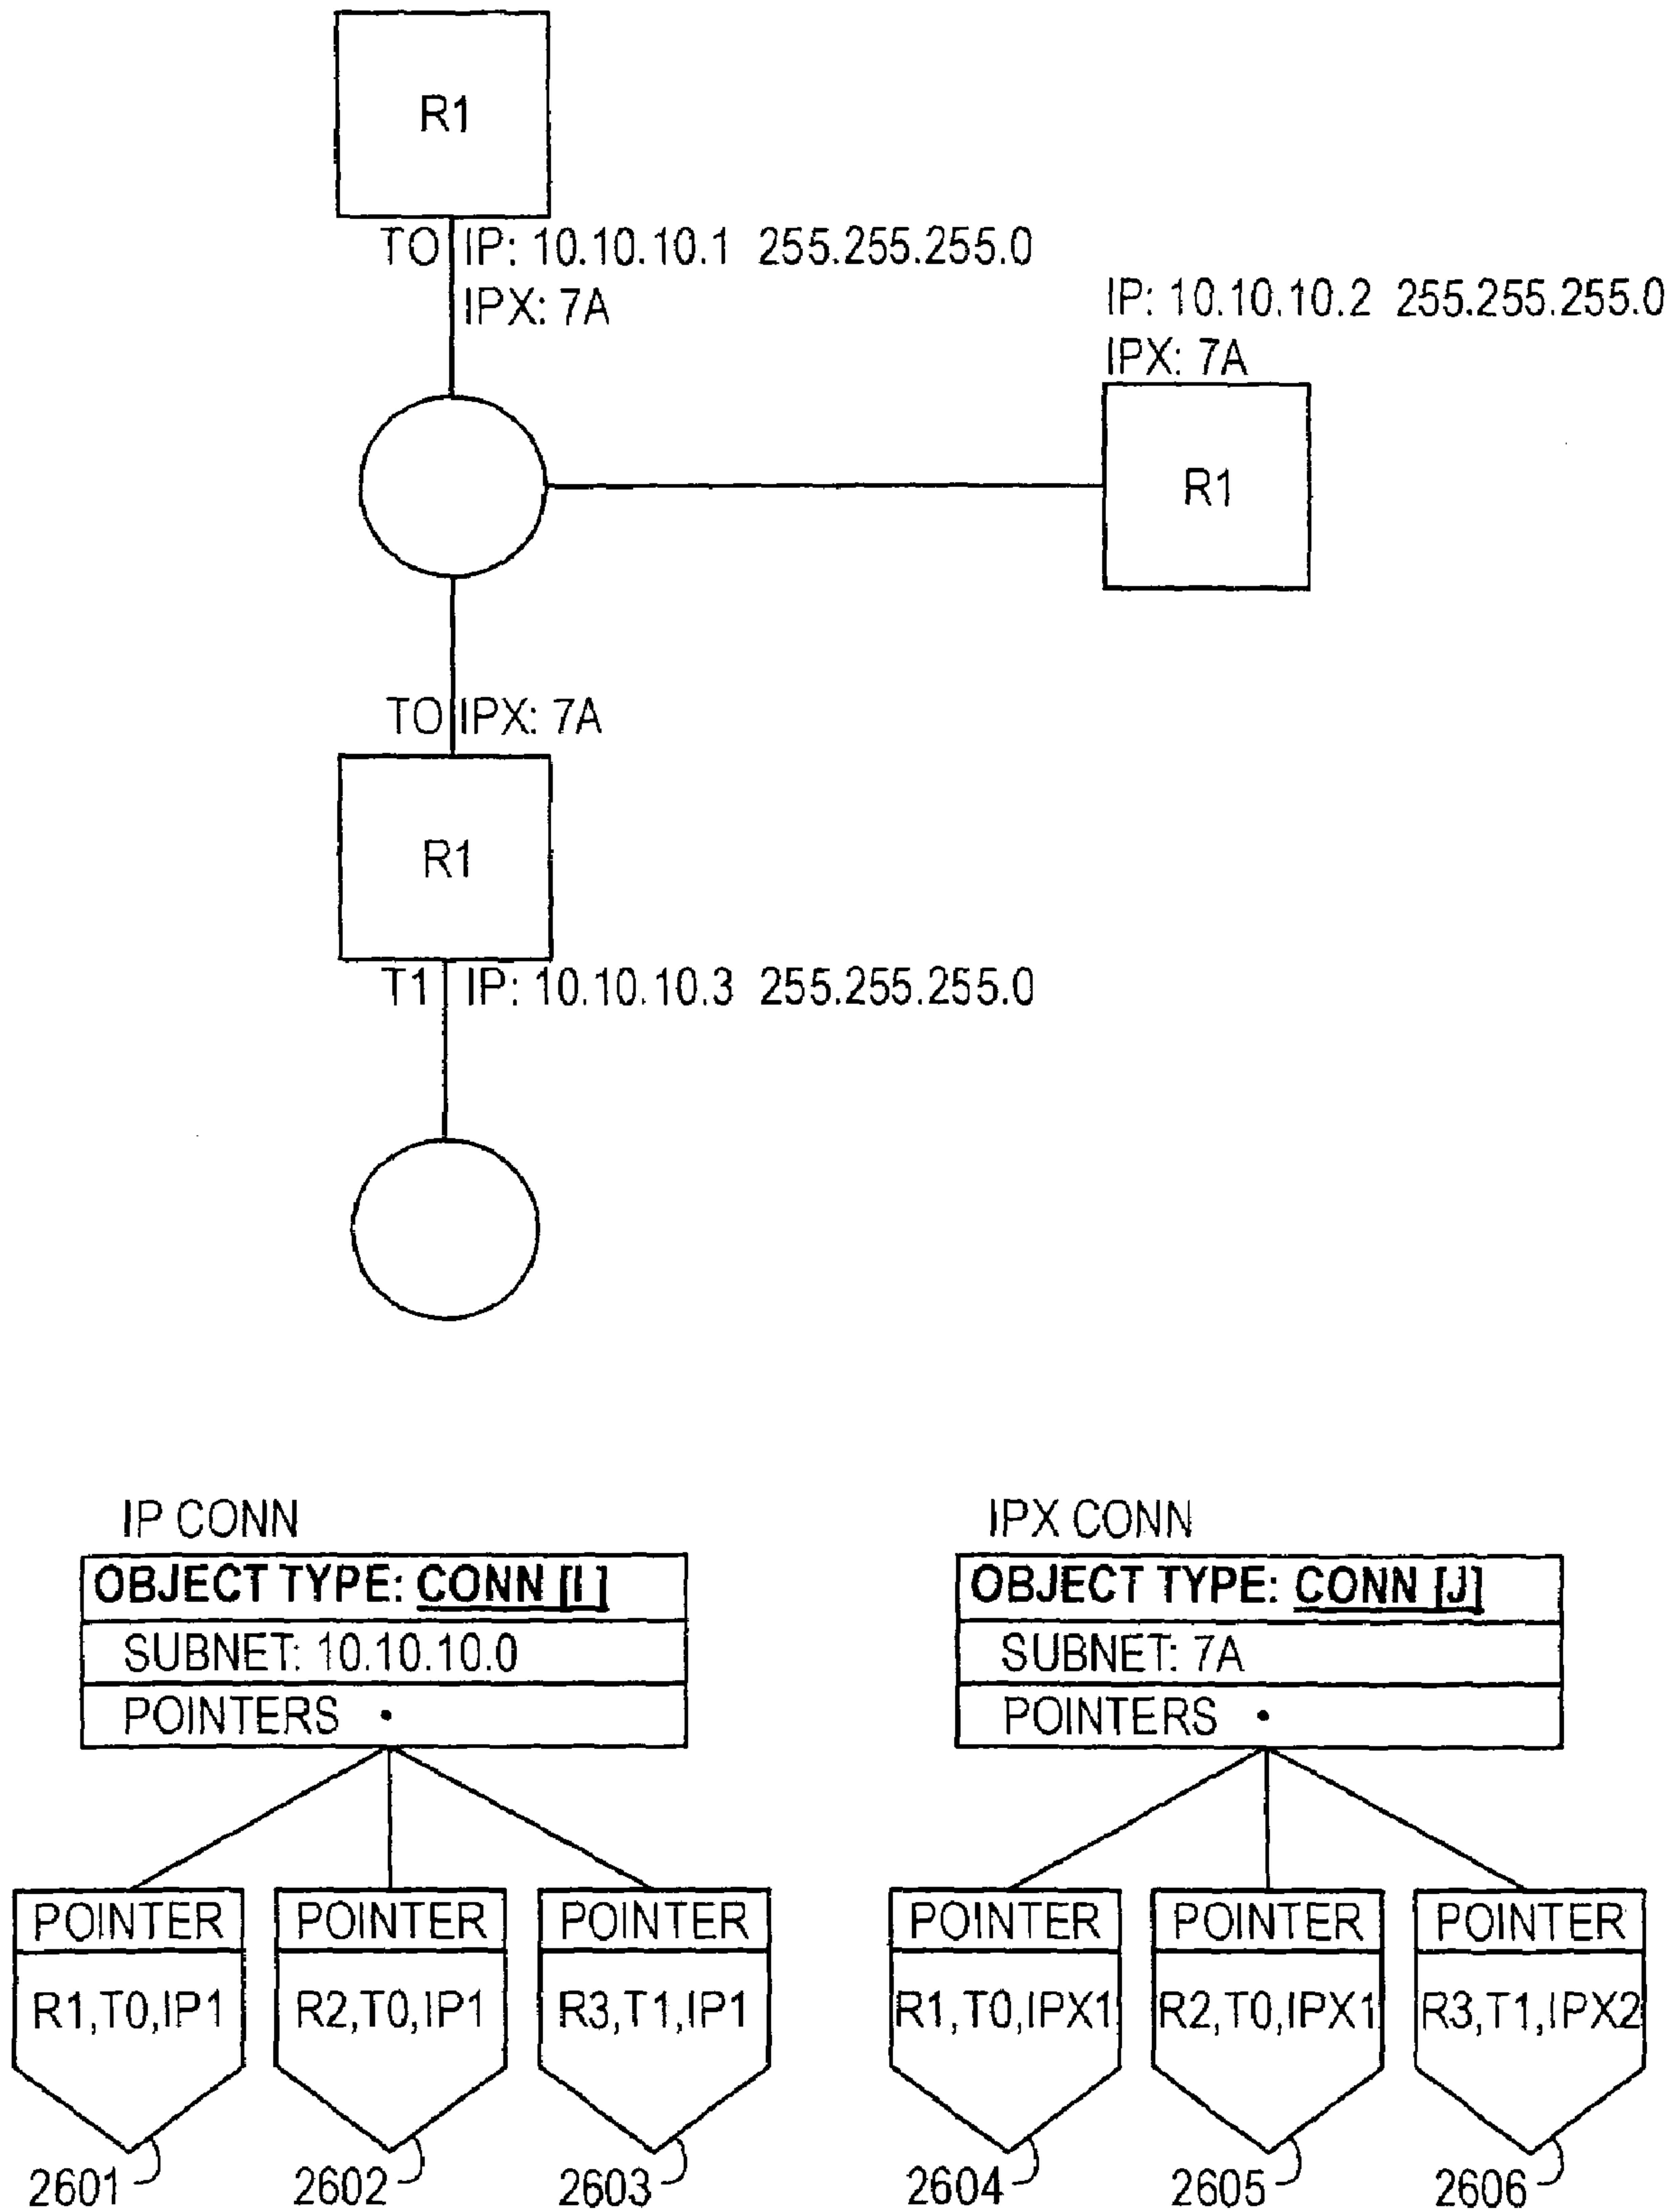 R1
TO IP: 10.10.10.1 255.255.255.0
IPX: 7A
IP: 10.10.10.2 255.255.255.0
IPX: 7A
R1
TO IPX: 7A
R1
T1 IP: 10.10.10.3 255.255.255.0
IP CONN
OBJECT TYPE: CONN [I]
SUBNET: 10.10.10.0
POINTERS •
POINTER
R1,T0,IP1
2601
POINTER
R2,T0,IP1
2602
POINTER
R3,T1,IP1
2603
IPX CONN
OBJECT TYPE: CONN [J]
SUBNET: 7A
POINTERS •
POINTER
R1,T0,IPX1
2604
POINTER
R2,T0,IPX1
2605
POINTER
R3,T1,IPX2
2606